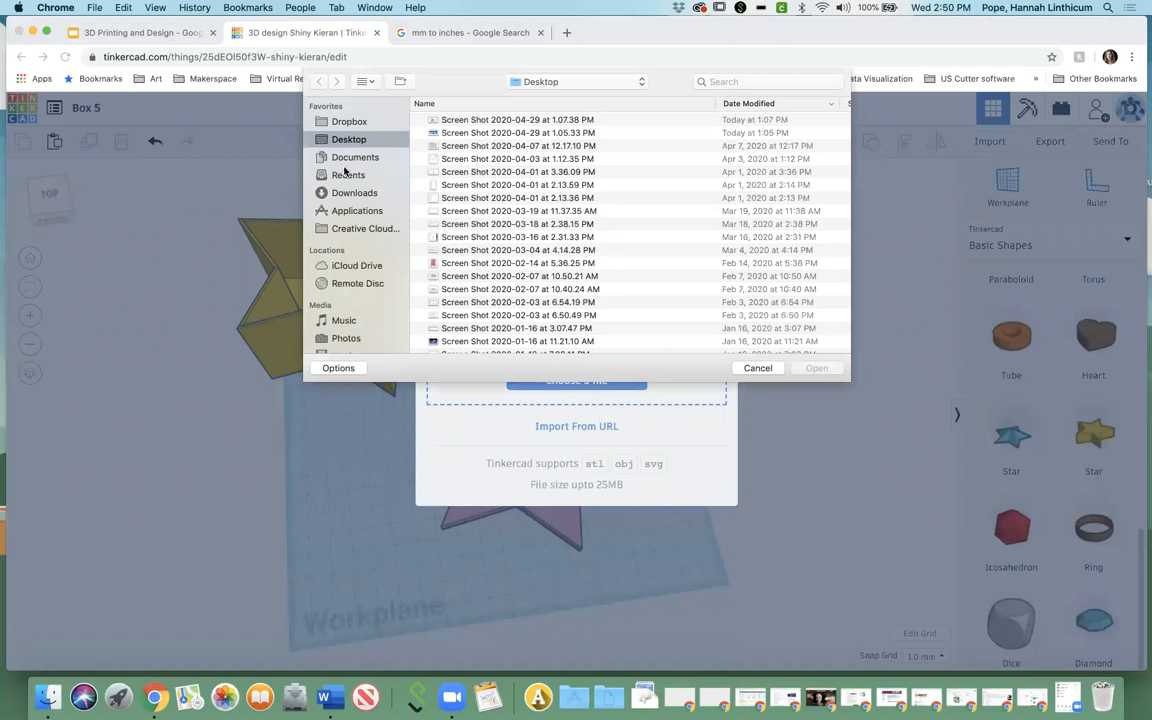 Chrome File Edit View History Bookmarks People Tab Window Help 100% Wed 2:50 PM Pope, Hannah Linthicum
3D Printing and Design - Goog × 3D design Shiny Kieran | Tink × mm to inches - Google Search ×
tinkercad.com/things/25dEOl50f3W-shiny-kieran/edit
Apps Bookmarks Art Makerspace Virtual Re ata Visualization US Cutter software Other Bookmarks
Desktop Search
TINKERCAD Box 5
Favorites
Dropbox
Desktop
Documents
Recents
Downloads
Applications
Creative Cloud...
Locations
iCloud Drive
Remote Disc
Media
Music
Photos
Name Date Modified S
Screen Shot 2020-04-29 at 1.07.38 PM Today at 1:07 PM
Screen Shot 2020-04-29 at 1.05.33 PM Today at 1:05 PM
Screen Shot 2020-04-07 at 12.17.10 PM Apr 7, 2020 at 12:17 PM
Screen Shot 2020-04-03 at 1.12.35 PM Apr 3, 2020 at 1:12 PM
Screen Shot 2020-04-01 at 3.36.09 PM Apr 1, 2020 at 3:36 PM
Screen Shot 2020-04-01 at 2.13.59 PM Apr 1, 2020 at 2:14 PM
Screen Shot 2020-04-01 at 2.13.36 PM Apr 1, 2020 at 2:13 PM
Screen Shot 2020-03-19 at 11.37.35 AM Mar 19, 2020 at 11:38 AM
Screen Shot 2020-03-18 at 2.38.15 PM Mar 18, 2020 at 2:38 PM
Screen Shot 2020-03-16 at 2.31.33 PM Mar 16, 2020 at 2:31 PM
Screen Shot 2020-03-04 at 4.14.28 PM Mar 4, 2020 at 4:14 PM
Screen Shot 2020-02-14 at 5.36.25 PM Feb 14, 2020 at 5:36 PM
Screen Shot 2020-02-07 at 10.50.21 AM Feb 7, 2020 at 10:50 AM
Screen Shot 2020-02-07 at 10.40.24 AM Feb 7, 2020 at 10:40 AM
Screen Shot 2020-02-03 at 6.54.19 PM Feb 3, 2020 at 6:54 PM
Screen Shot 2020-02-03 at 6.50.49 PM Feb 3, 2020 at 6:50 PM
Screen Shot 2020-01-16 at 3.07.47 PM Jan 16, 2020 at 3:07 PM
Screen Shot 2020-01-16 at 11.21.10 AM Jan 16, 2020 at 11:21 AM
Options Cancel Open
Choose a file
Import From URL
Tinkercad supports stl obj svg
File size upto 25MB
TOP
Workplane
Edit Grid
Snap Grid 1.0 mm
Import Export Send To
Workplane Ruler
Tinkercad
Basic Shapes
Paraboloid Torus
Tube Heart
Star Star
Icosahedron Ring
Dice Diamond